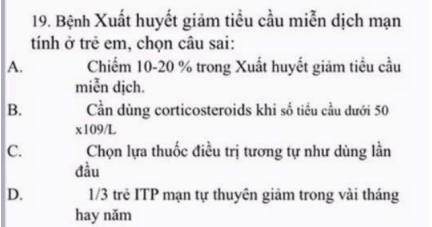 19. Bệnh Xuất huyết giảm tiểu cầu miễn dịch mạn
tính ở trẻ em, chọn câu sai:
A. Chiếm 10-20 % trong Xuất huyết giảm tiểu cầu
miễn dịch.
B. Cần dùng corticosteroids khi số tiểu cầu dưới 50
x109/L
C. Chọn lựa thuốc điều trị tương tự như dùng lần
đầu
D. 1/3 trẻ ITP mạn tự thuyên giảm trong vài tháng
hay năm